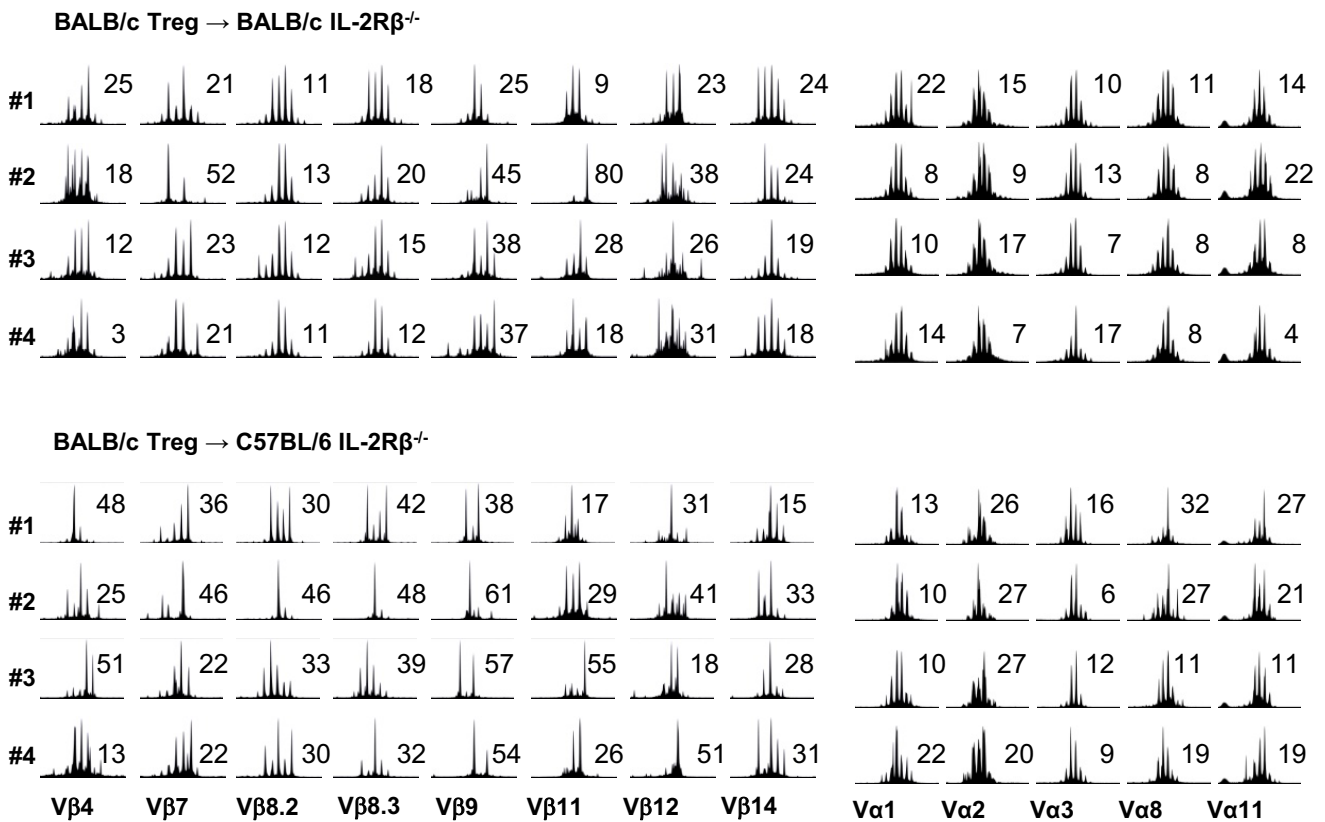 BALB/c Treg → BALB/c IL-2Rβ-/-
#1 25 21 11 18 25 9 23 24 22 15 10 11 14
#2 18 52 13 20 45 80 38 24 8 9 13 8 22
#3 12 23 12 15 38 28 26 19 10 17 7 8 8
#4 3 21 11 12 37 18 31 18 14 7 17 8 4
BALB/c Treg → C57BL/6 IL-2Rβ-/-
#1 48 36 30 42 38 17 31 15 13 26 16 32 27
#2 25 46 46 48 61 29 41 33 10 27 6 27 21
#3 51 22 33 39 57 55 18 28 10 27 12 11 11
#4 13 22 30 32 54 26 51 31 22 20 9 19 19
Vβ4 Vβ7 Vβ8.2 Vβ8.3 Vβ9 Vβ11 Vβ12 Vβ14 Vα1 Vα2 Vα3 Vα8 Vα11